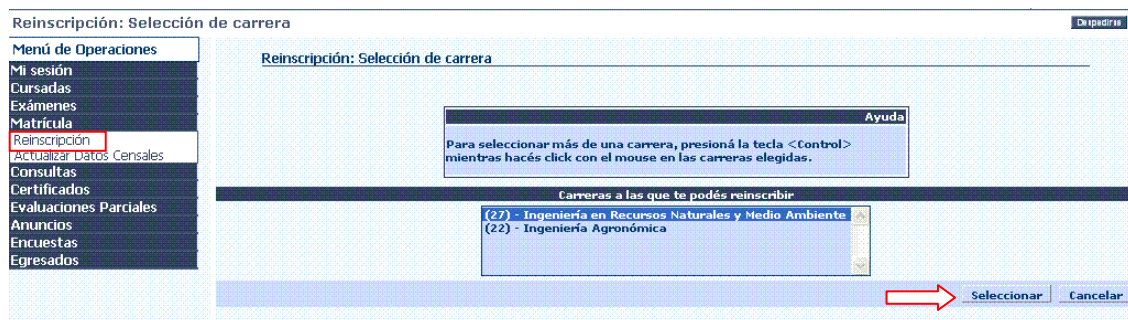 Reinscripción: Selección de carrera
Despedirse
Menú de Operaciones
Mi sesión
Cursadas
Exámenes
Matrícula
Reinscripción
Actualizar Datos Censales
Consultas
Certificados
Evaluaciones Parciales
Anuncios
Encuestas
Egresados
Reinscripción: Selección de carrera
Ayuda
Para seleccionar más de una carrera, presioná la tecla <Control>
mientras hacés click con el mouse en las carreras elegidas.
Carreras a las que te podés reinscribir
(27) - Ingeniería en Recursos Naturales y Medio Ambiente
(22) - Ingeniería Agronómica
Seleccionar
Cancelar